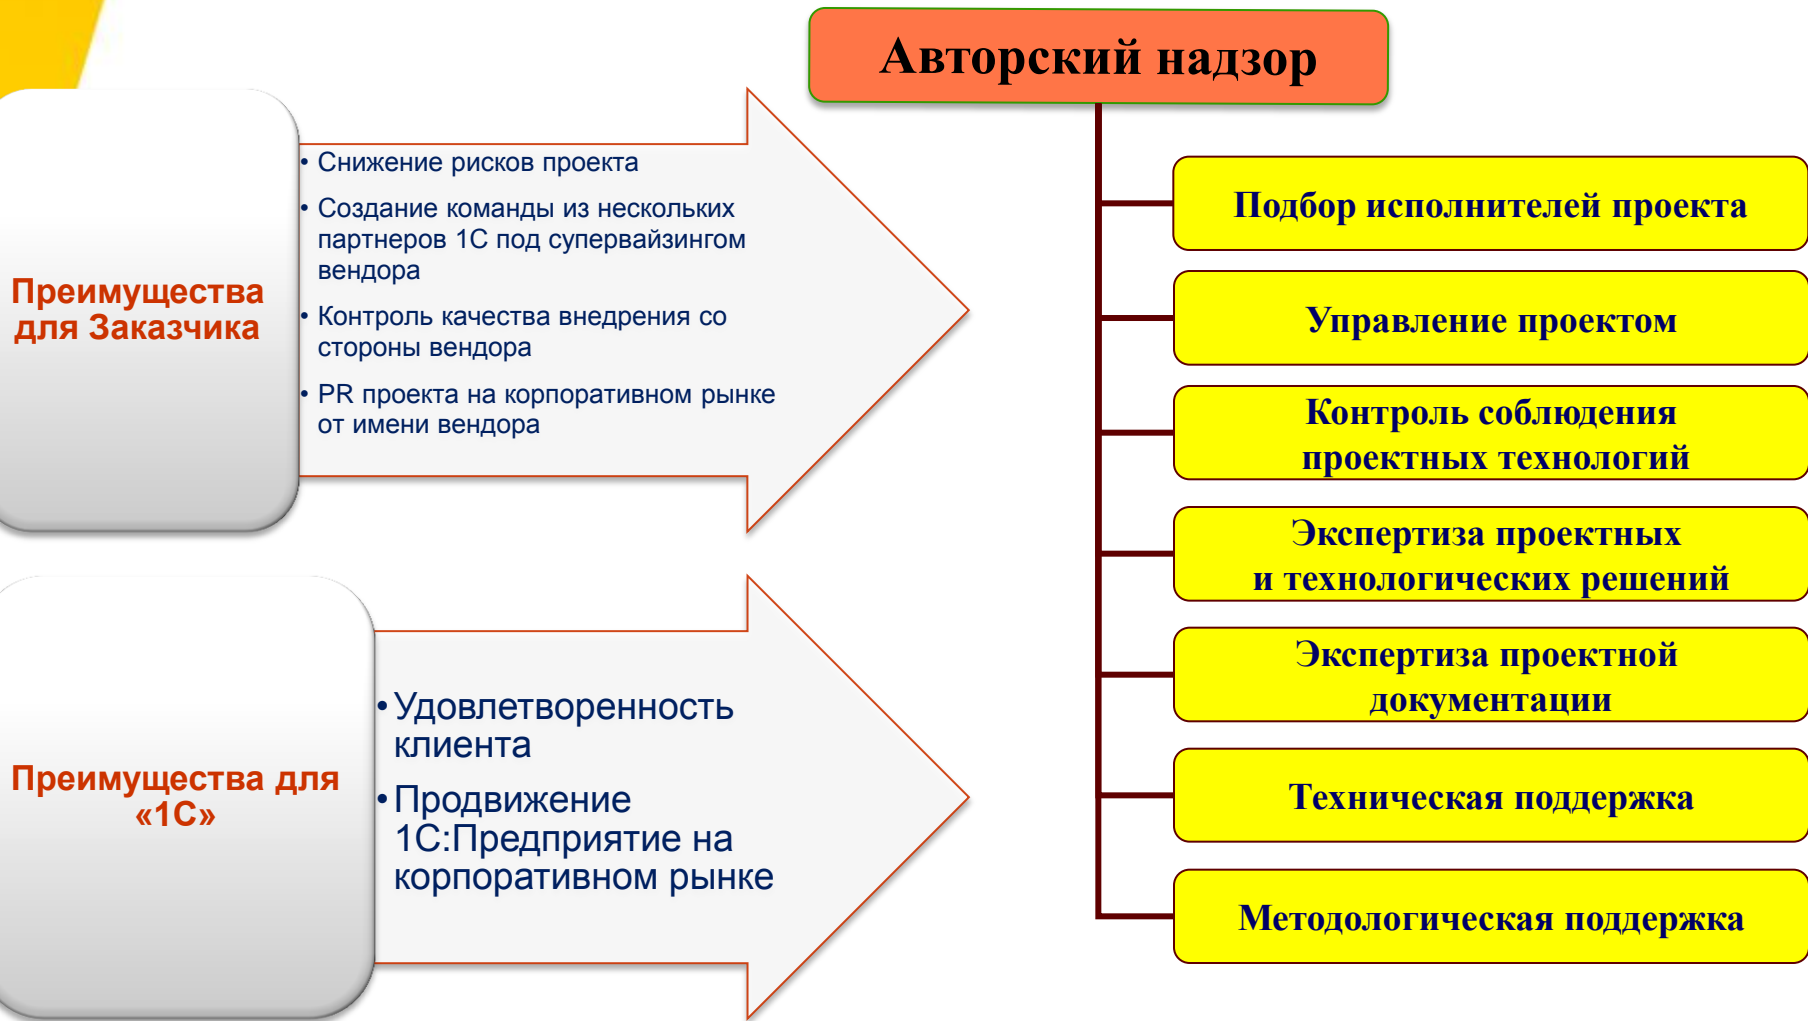 Авторский надзор
Преимущества
для Заказчика
• Снижение рисков проекта
• Создание команды из нескольких
партнеров 1С под супервайзингом
вендора
• Контроль качества внедрения со
стороны вендора
• PR проекта на корпоративном рынке
от имени вендора
Преимущества для
«1С»
• Удовлетворенность
клиента
• Продвижение
1С:Предприятие на
корпоративном рынке
Подбор исполнителей проекта
Управление проектом
Контроль соблюдения
проектных технологий
Экспертиза проектных
и технологических решений
Экспертиза проектной
документации
Техническая поддержка
Методологическая поддержка